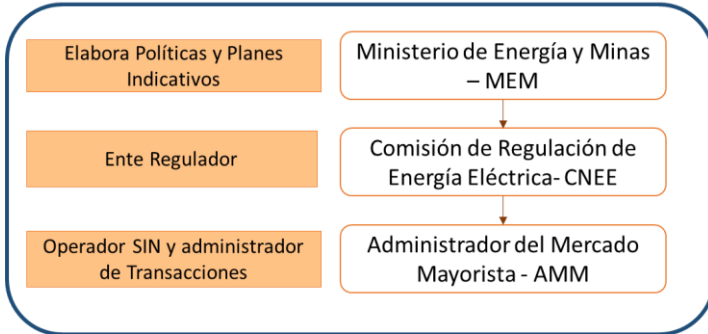 Elabora Políticas y Planes
Indicativos
Ministerio de Energía y Minas
– MEM
Ente Regulador
Comisión de Regulación de
Energía Eléctrica- CNEE
Operador SIN y administrador
de Transacciones
Administrador del Mercado
Mayorista - AMM